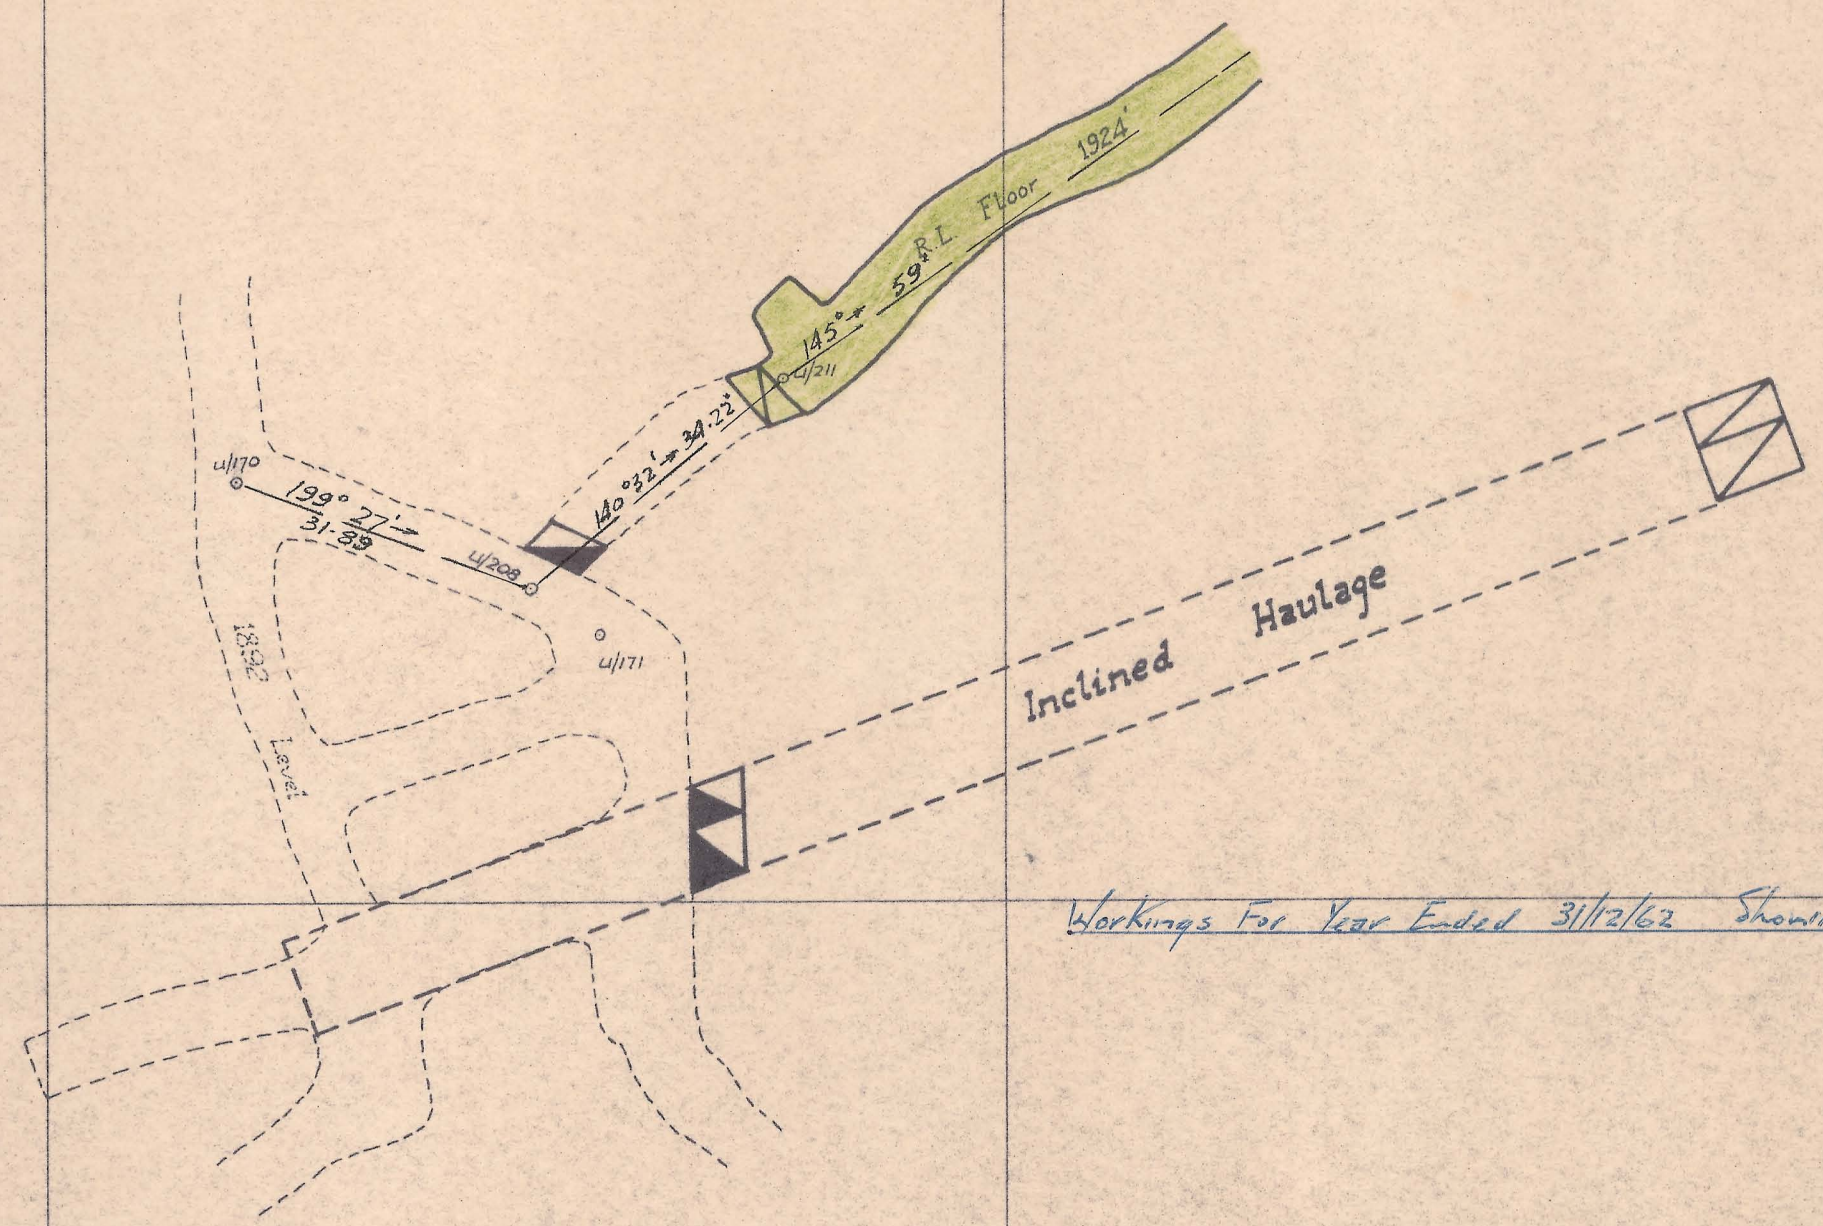 1924'
R.L. Floor
145° → 59'±
u/211
140°32' → 34.22'
u/170
199° 27' →
31.89
u/208
u/171
1892 Level
Inclined Haulage
Workings For Year Ended 31/12/62